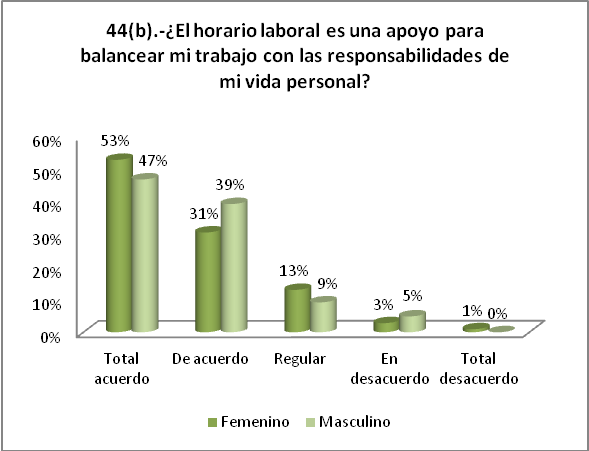 44(b).-¿El horario laboral es una apoyo para
balancear mi trabajo con las responsabilidades de
mi vida personal?
60%
50%
40%
30%
20%
10%
0%
53%
47%
31%
39%
13%
9%
3%
5%
1%
0%
Total
acuerdo
De acuerdo
Regular
En
desacuerdo
Total
desacuerdo
Femenino
Masculino